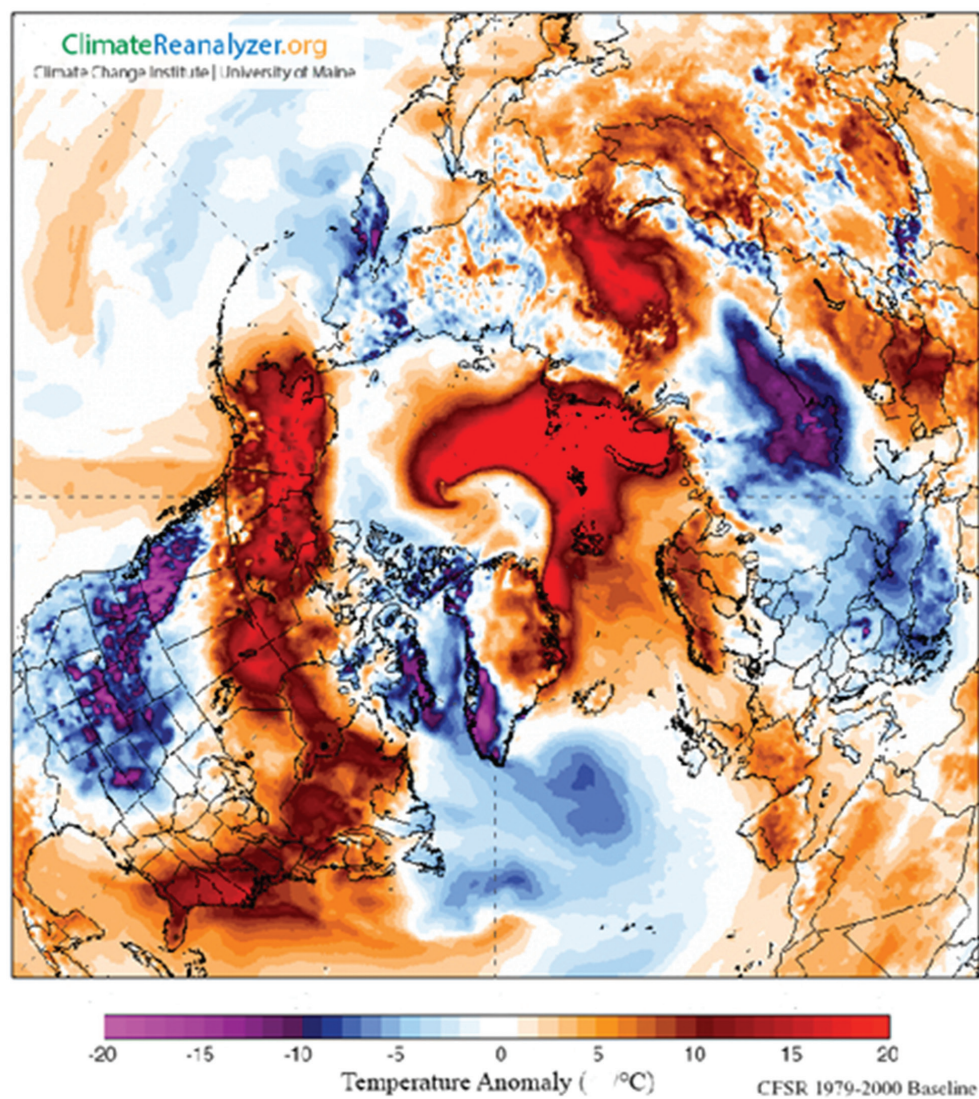 ClimateReanalyzer.org
Climate Change Institute | University of Maine
-20 -15 -10 -5 0 5 10 15 20
Temperature Anomaly ( /°C)
CFSR 1979-2000 Baseline